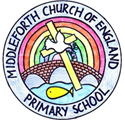 MIDDLEFORTH CHURCH OF ENGLAND
PRIMARY SCHOOL